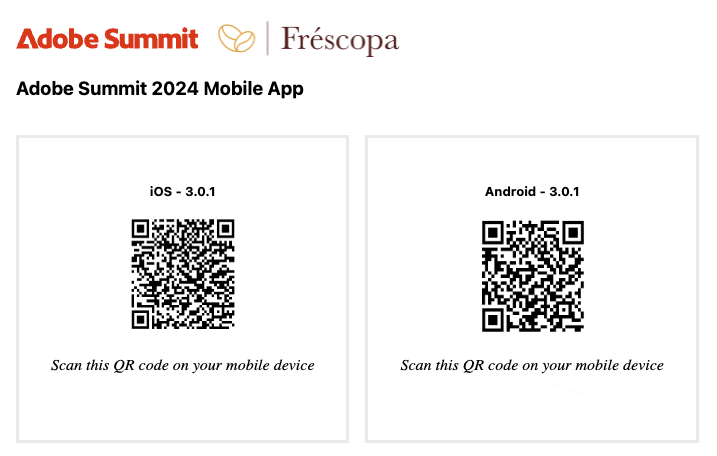 Adobe Summit
Fréscopa
Adobe Summit 2024 Mobile App
iOS - 3.0.1
Android - 3.0.1
Scan this QR code on your mobile device
Scan this QR code on your mobile device